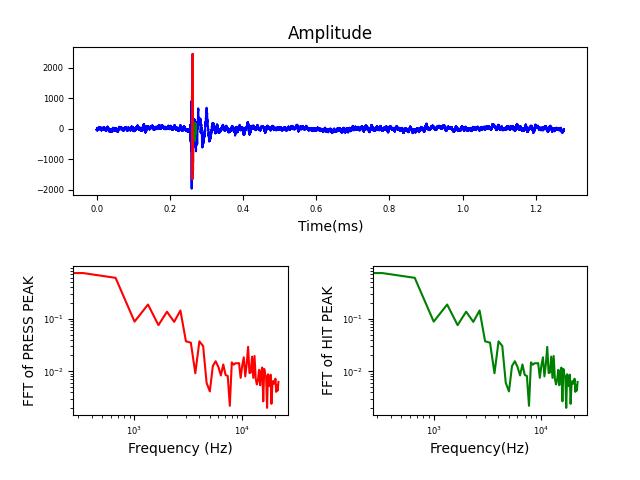 Amplitude
2000
1000
0
−1000
−2000
0.0 0.2 0.4 0.6 0.8 1.0 1.2
Time(ms)
FFT of PRESS PEAK
10⁻¹
10⁻²
10³ 10⁴
Frequency (Hz)
FFT of HIT PEAK
10⁻¹
10⁻²
10³ 10⁴
Frequency(Hz)